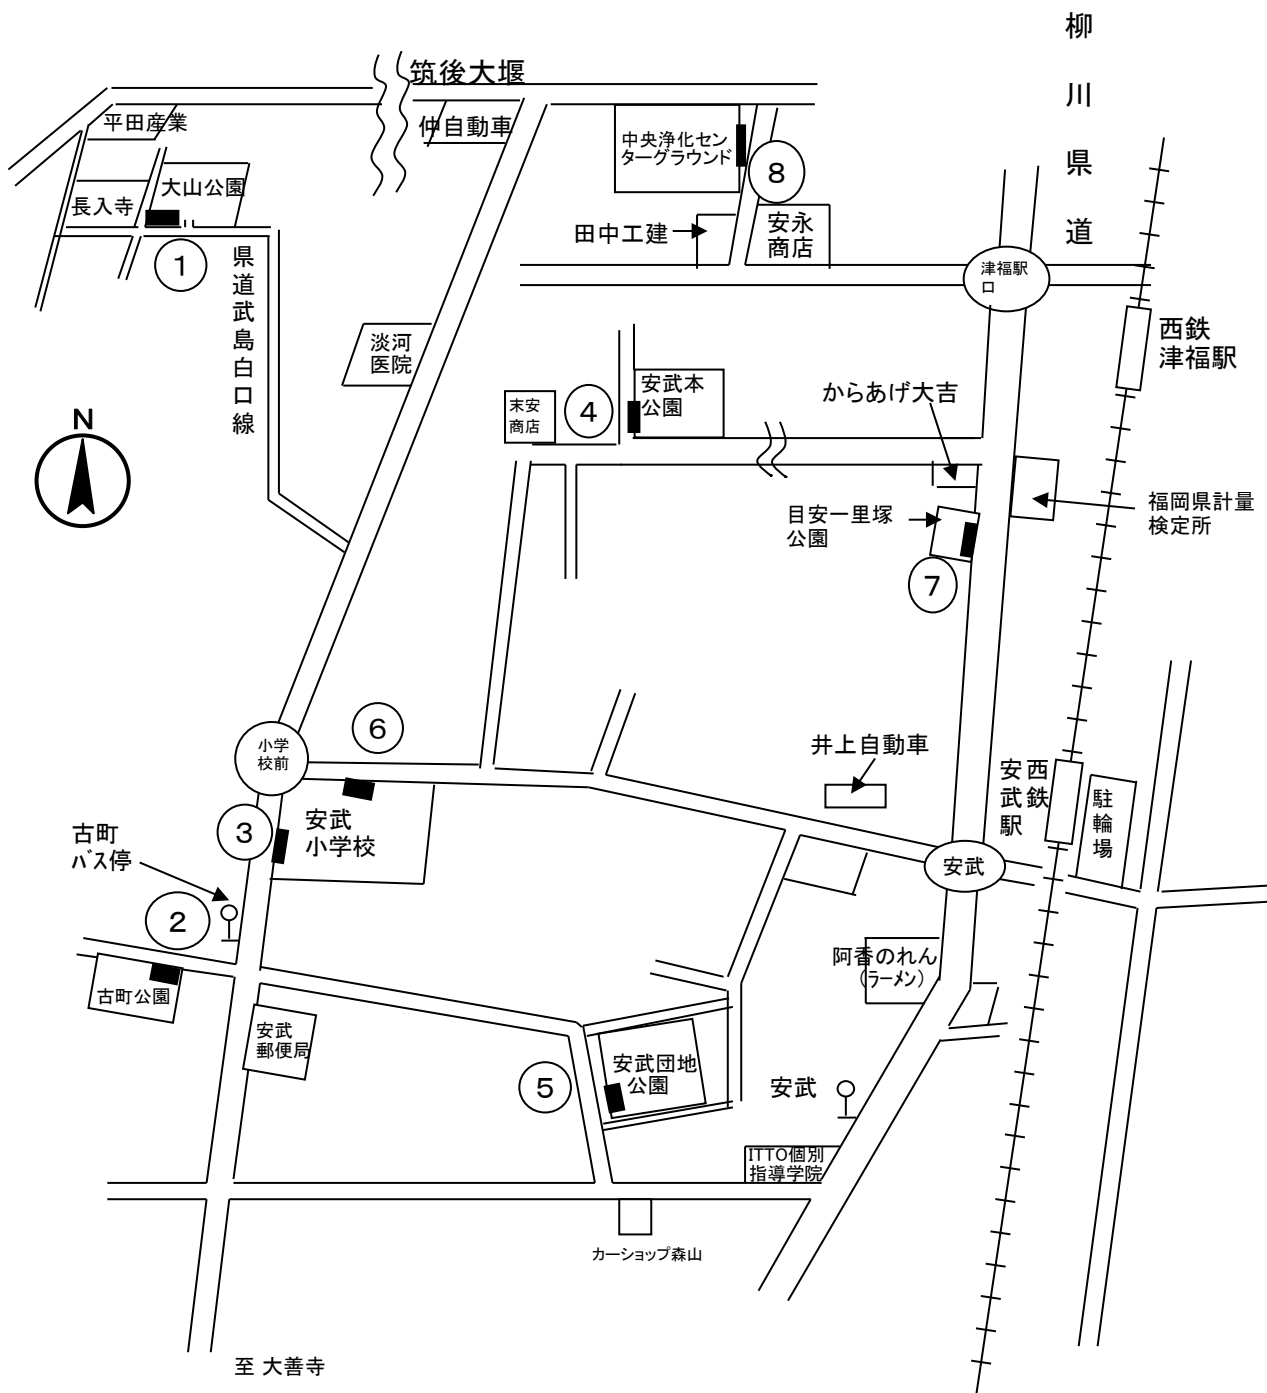 柳川県道
筑後大堰
平田産業
仲自動車
中央浄化セン
ターグラウンド
8
大山公園
長入寺
田中工建
安永
商店
1
県道武島白口線
津福駅
口
西鉄
津福駅
淡河
医院
安武本
公園
からあげ大吉
末安
商店
4
N
目安一里塚
公園
福岡県計量
検定所
7
6
小学
校前
井上自動車
西鉄
安武駅
駐輪場
3
安武
小学校
古町
バス停
安武
2
阿香のれん
(ラーメン)
古町公園
安武
郵便局
安武団地
公園
5
安武
ITTO個別
指導学院
カーショップ森山
至 大善寺